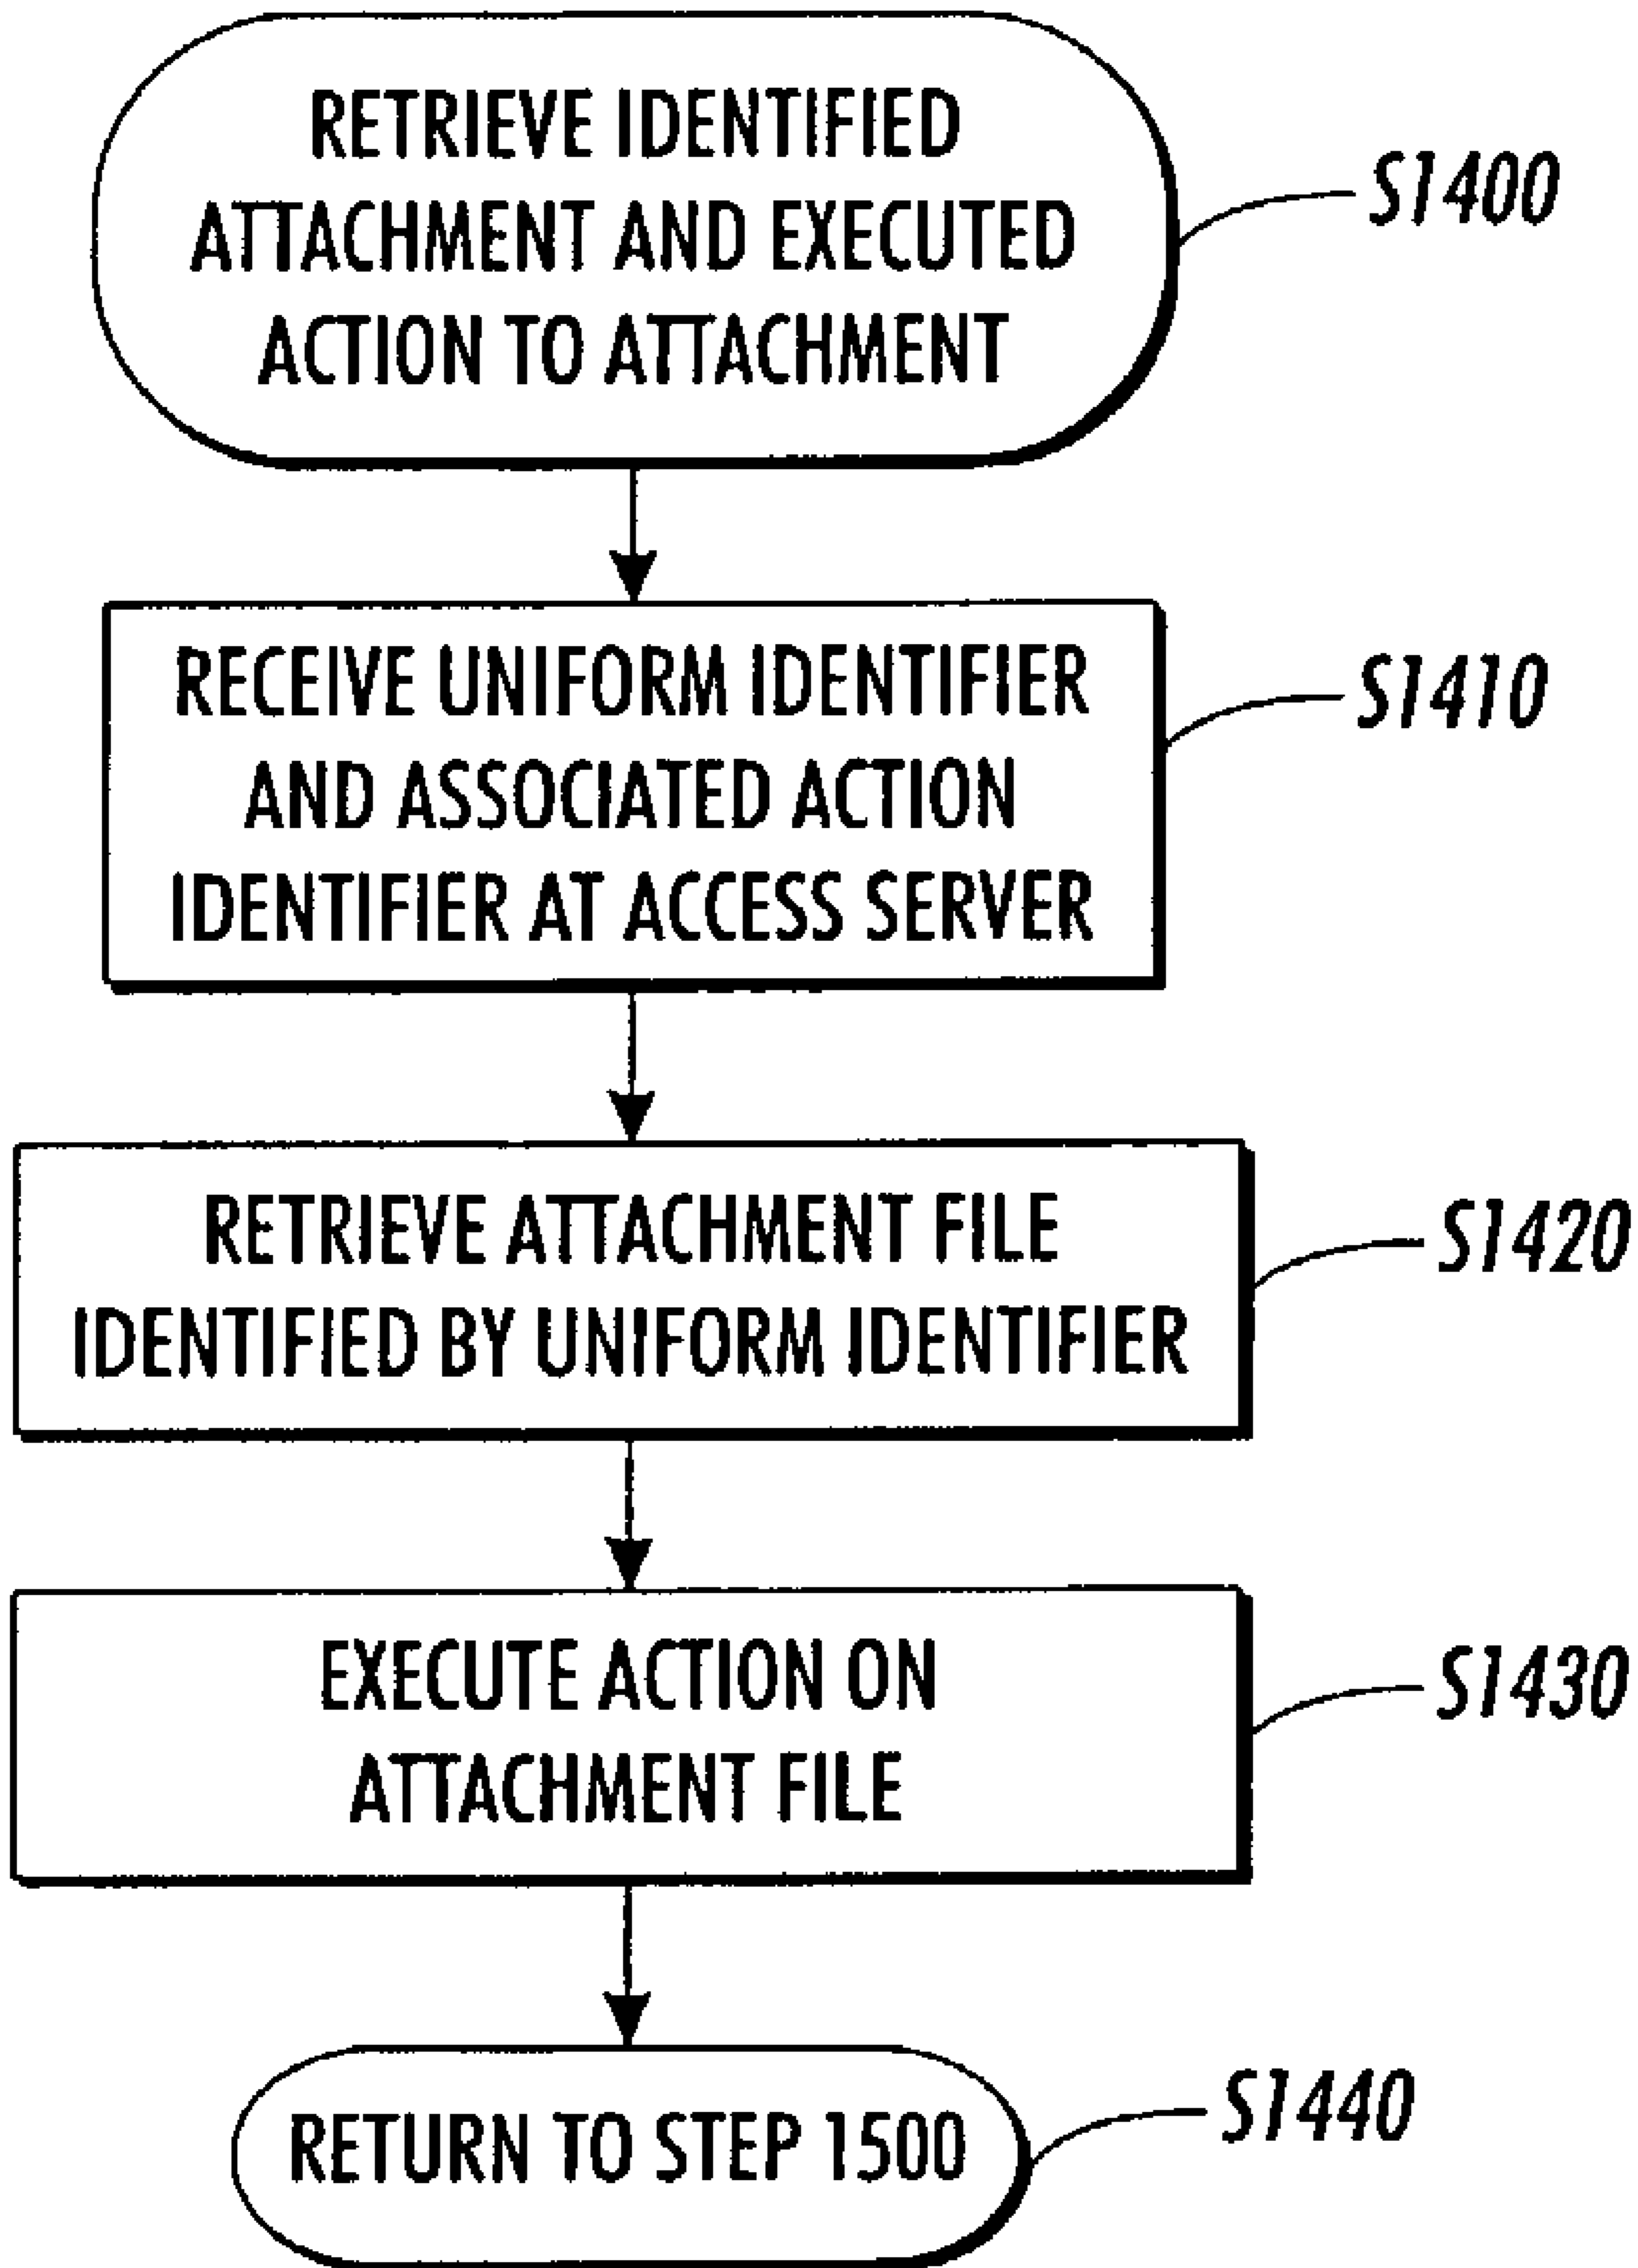 RETRIEVE IDENTIFIED
ATTACHMENT AND EXECUTED
ACTION TO ATTACHMENT
S1400
RECEIVE UNIFORM IDENTIFIER
AND ASSOCIATED ACTION
IDENTIFIER AT ACCESS SERVER
S1410
RETRIEVE ATTACHMENT FILE
IDENTIFIED BY UNIFORM IDENTIFIER
S1420
EXECUTE ACTION ON
ATTACHMENT FILE
S1430
RETURN TO STEP 1500
S1440